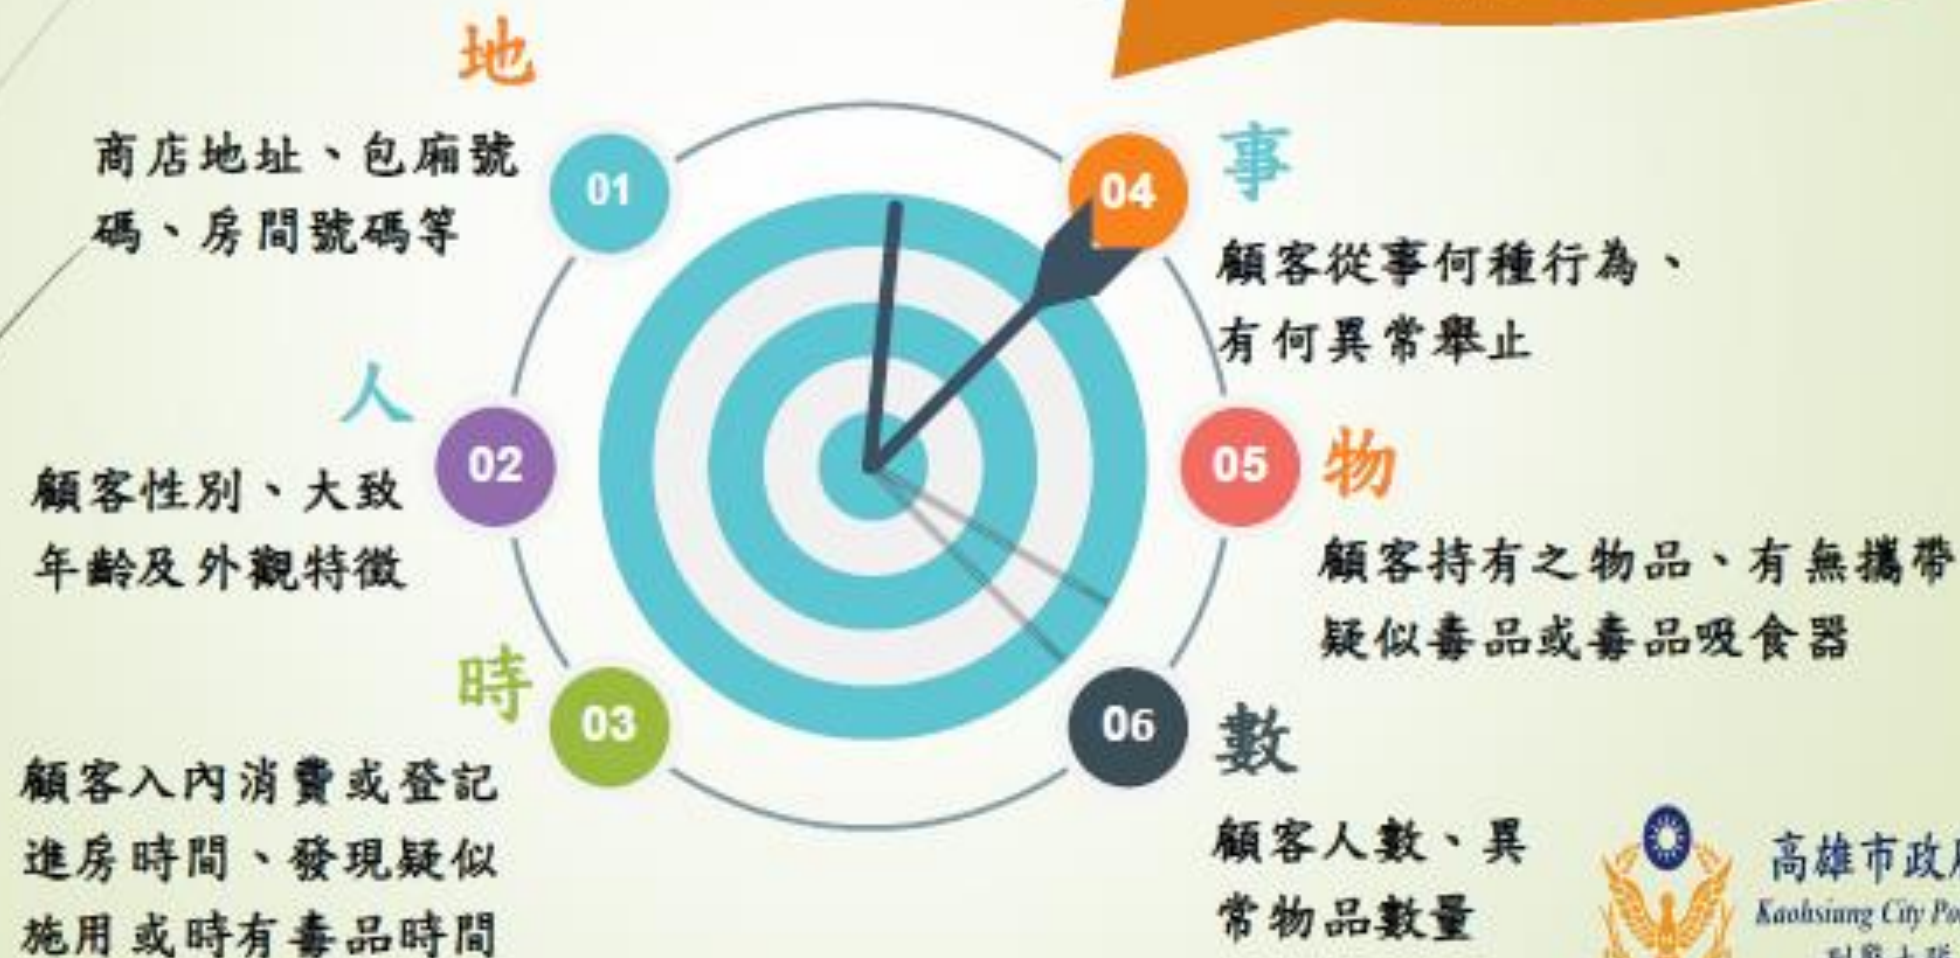 地
01
商店地址、包廂號
碼、房間號碼等
人
02
顧客性別、大致
年齡及外觀特徵
時
03
顧客入內消費或登記
進房時間、發現疑似
施用或時有毒品時間
04
事
顧客從事何種行為、
有何異常舉止
05
物
顧客持有之物品、有無攜帶
疑似毒品或毒品吸食器
06
數
顧客人數、異
常物品數量
高雄市政府
Kaohsiung City Po